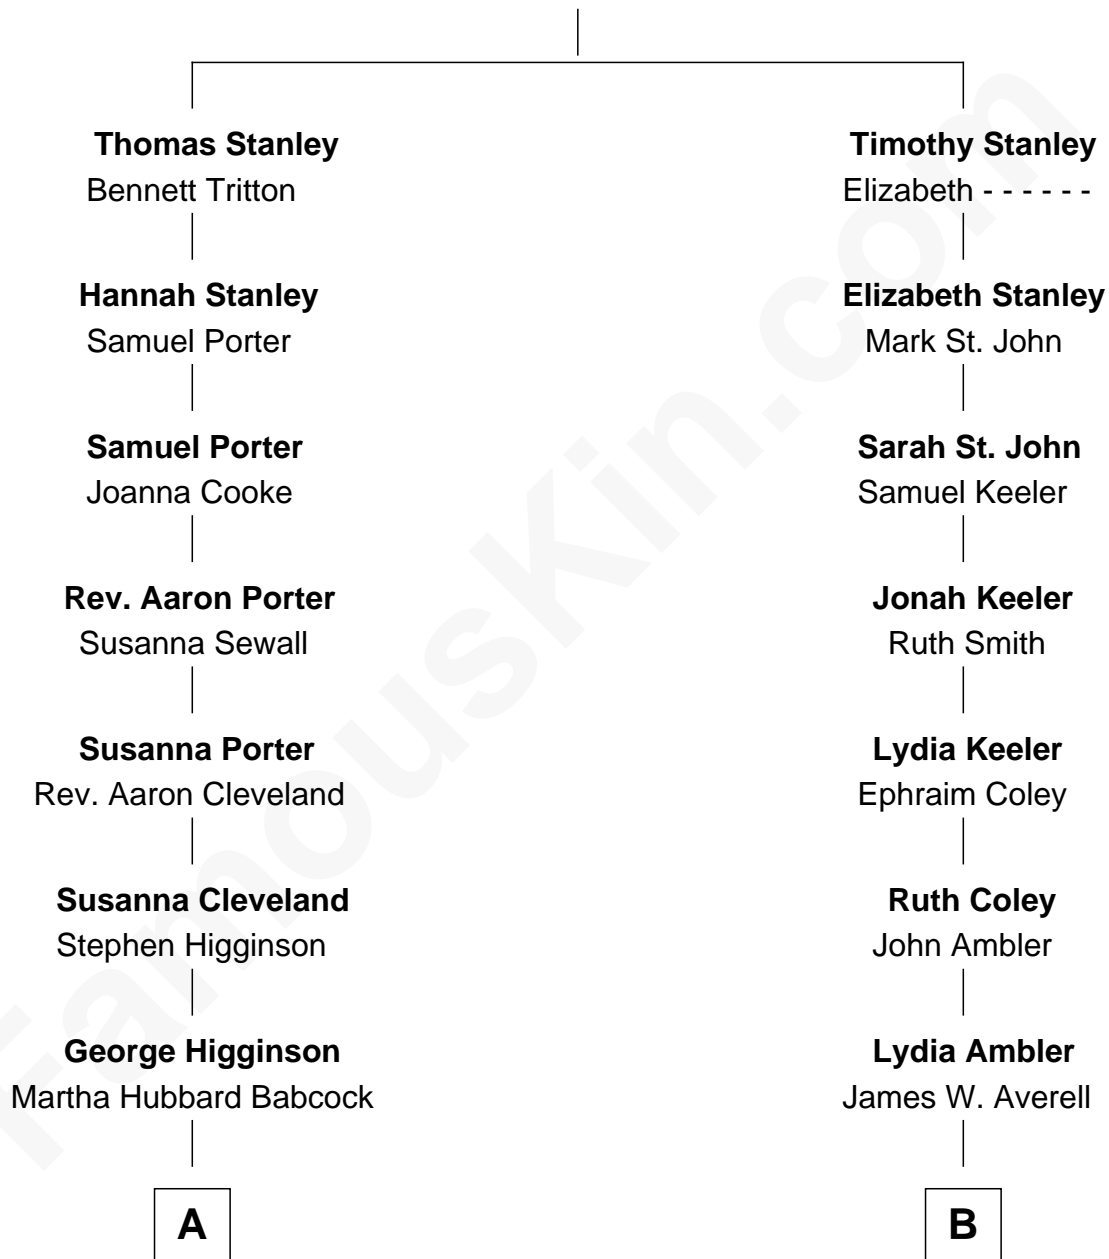 Thomas Stanley
Bennett Tritton
Hannah Stanley
Samuel Porter
Samuel Porter
Joanna Cooke
Rev. Aaron Porter
Susanna Sewall
Susanna Porter
Rev. Aaron Cleveland
Susanna Cleveland
Stephen Higginson
George Higginson
Martha Hubbard Babcock
A
Timothy Stanley
Elizabeth - - - - - -
Elizabeth Stanley
Mark St. John
Sarah St. John
Samuel Keeler
Jonah Keeler
Ruth Smith
Lydia Keeler
Ephraim Coley
Ruth Coley
John Ambler
Lydia Ambler
James W. Averell
B
FamousKin.com